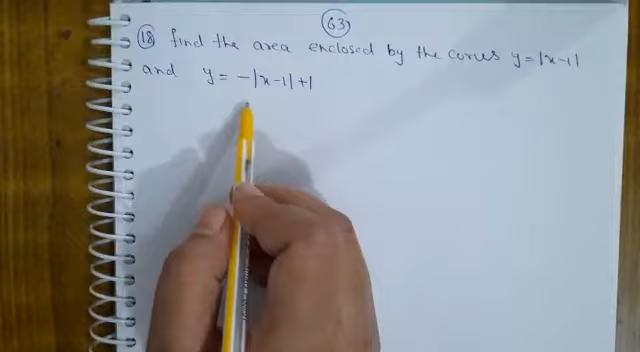 63
18 find the area enclosed by the curves y=|x-1|
and y= -|x-1|+1